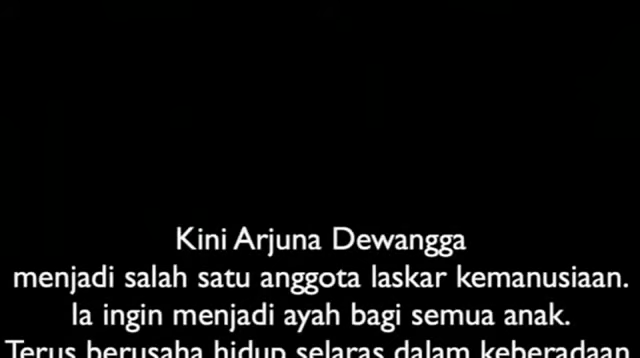 Kini Arjuna Dewangga
menjadi salah satu anggota laskar kemanusiaan.
Ia ingin menjadi ayah bagi semua anak.
Terus berusaha hidup selaras dalam keberadaan